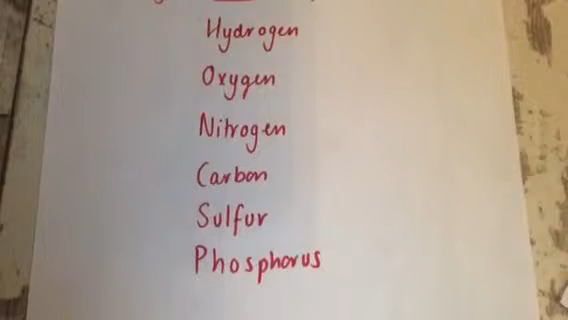 Hydrogen
Oxygen
Nitrogen
Carbon
Sulfur
Phosphorus